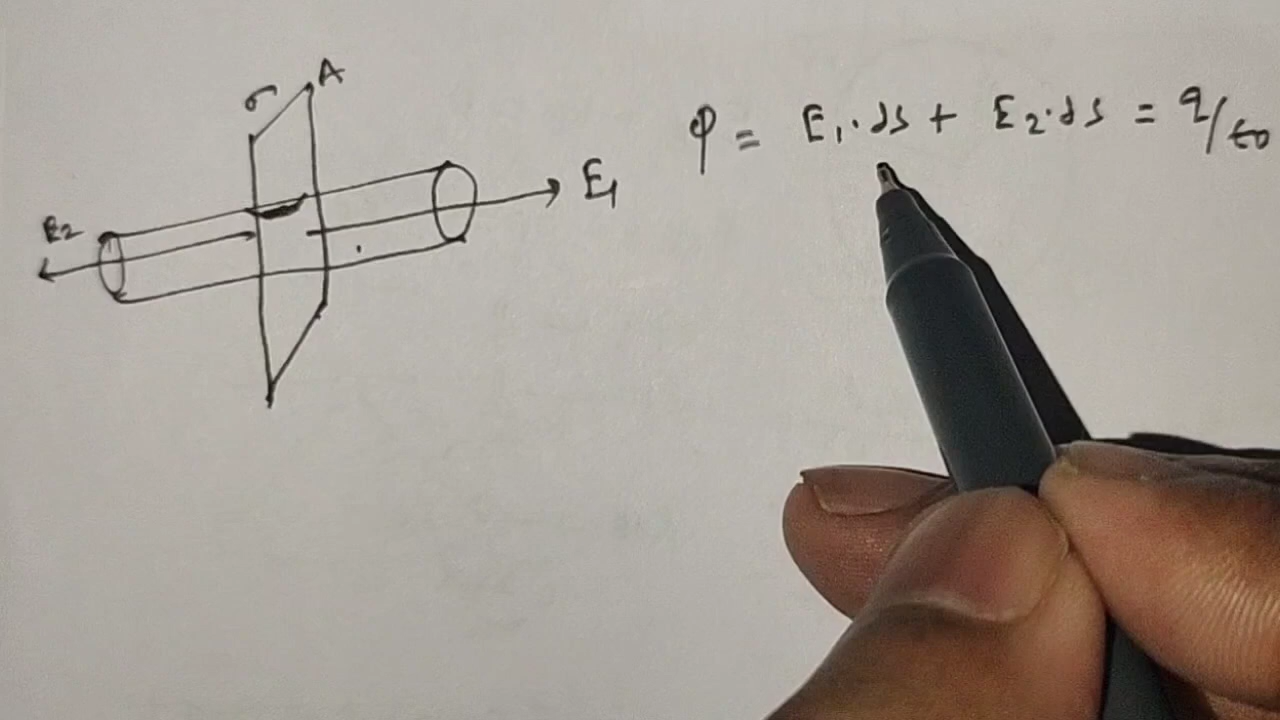 σ A
E₁
E2
φ = E₁·ds + E₂·ds = q/ε₀